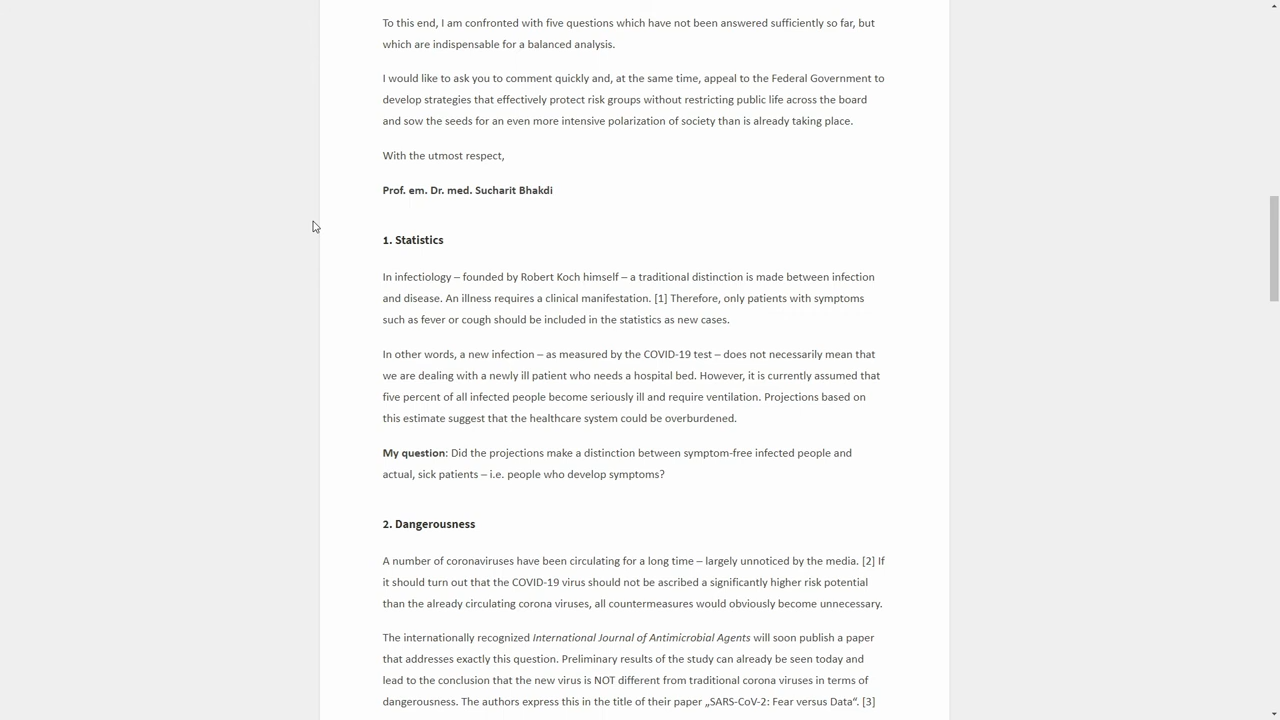 To this end, I am confronted with five questions which have not been answered sufficiently so far, but
which are indispensable for a balanced analysis.
I would like to ask you to comment quickly and, at the same time, appeal to the Federal Government to
develop strategies that effectively protect risk groups without restricting public life across the board
and sow the seeds for an even more intensive polarization of society than is already taking place.
With the utmost respect,
Prof. em. Dr. med. Sucharit Bhakdi
1. Statistics
In infectiology – founded by Robert Koch himself – a traditional distinction is made between infection
and disease. An illness requires a clinical manifestation. [1] Therefore, only patients with symptoms
such as fever or cough should be included in the statistics as new cases.
In other words, a new infection – as measured by the COVID-19 test – does not necessarily mean that
we are dealing with a newly ill patient who needs a hospital bed. However, it is currently assumed that
five percent of all infected people become seriously ill and require ventilation. Projections based on
this estimate suggest that the healthcare system could be overburdened.
My question: Did the projections make a distinction between symptom-free infected people and
actual, sick patients – i.e. people who develop symptoms?
2. Dangerousness
A number of coronaviruses have been circulating for a long time – largely unnoticed by the media. [2] If
it should turn out that the COVID-19 virus should not be ascribed a significantly higher risk potential
than the already circulating corona viruses, all countermeasures would obviously become unnecessary.
The internationally recognized International Journal of Antimicrobial Agents will soon publish a paper
that addresses exactly this question. Preliminary results of the study can already be seen today and
lead to the conclusion that the new virus is NOT different from traditional corona viruses in terms of
dangerousness. The authors express this in the title of their paper „SARS-CoV-2: Fear versus Data“. [3]